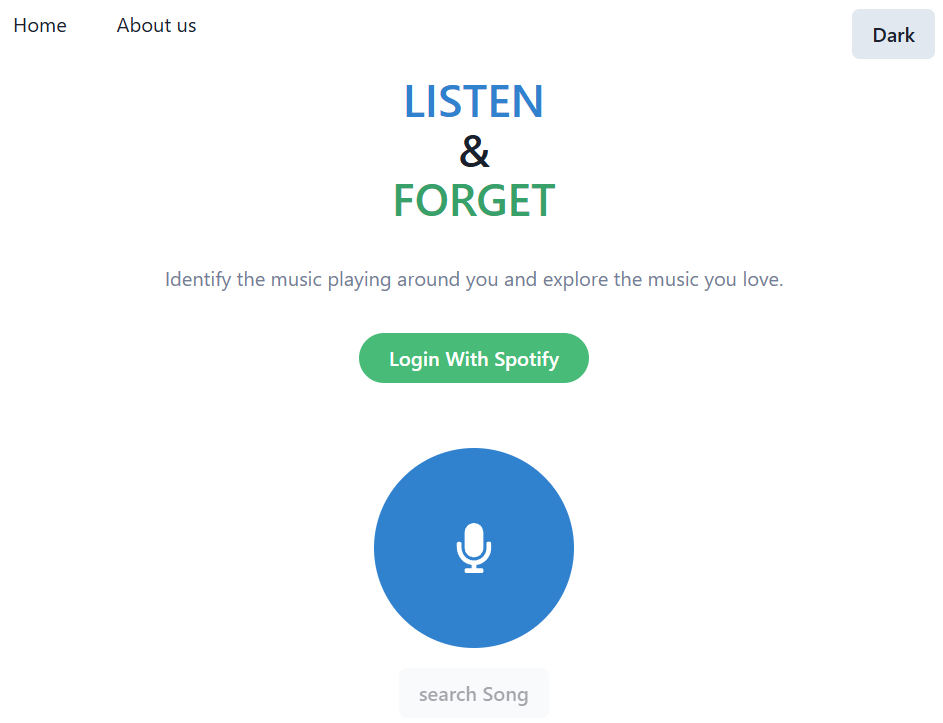 Home About us Dark
LISTEN
&
FORGET
Identify the music playing around you and explore the music you love.
Login With Spotify
search Song